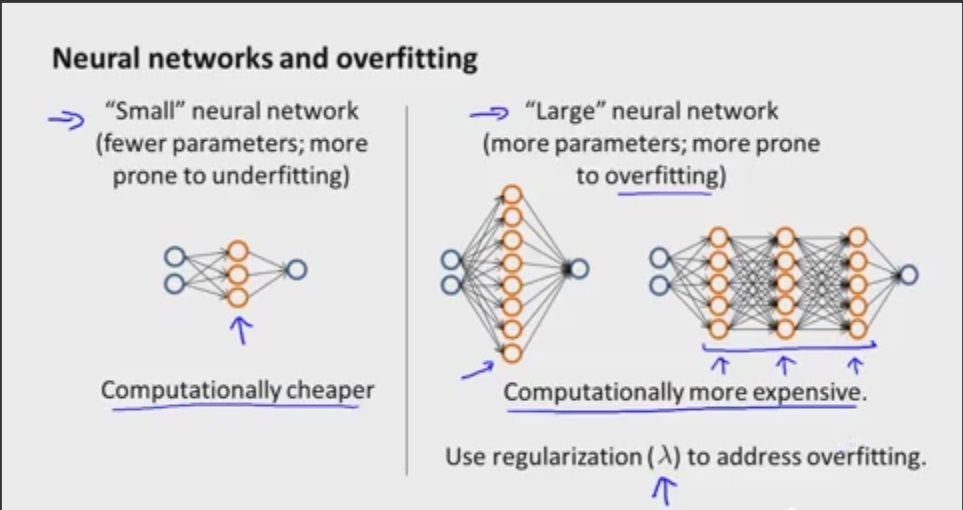 Neural networks and overfitting
"Small" neural network
(fewer parameters; more
prone to underfitting)
Computationally cheaper
"Large" neural network
(more parameters; more prone
to overfitting)
Computationally more expensive.
Use regularization (λ) to address overfitting.